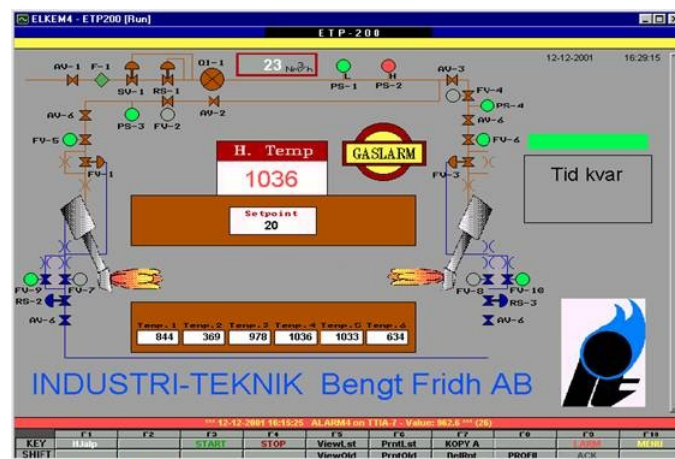 ELKEM4 - ETP200 [Run]
ETP-200
12-12-2001 16:29:15
AV-1 F-1 QI-1 23 Nm3/h AV-3
SV-1 RS-1 PS-1 L PS-2 H FV-4
AV-2 PS-4
AV-6 PS-3 FV-2 AV-6
FV-5 FV-6
H. Temp
1036
GASLARM
FV-1 FV-3
Tid kvar
Setpoint
20
FV-9 FV-7 FV-8 FV-10
RS-2 RS-3
AV-6 AV-6
Temp.1 Temp.2 Temp.3 Temp.4 Temp.5 Temp.6
844 369 978 1036 1033 634
INDUSTRI-TEKNIK Bengt Fridh AB
*** 12-12-2001 16:15:25 ALARM4 on TTIA-7 - Value: 962.6 *** (26)
F1 F2 F3 F4 F5 F6 F7 F8 F9 F10
KEY Hjalp START STOP ViewLst PrntLst KOPY A LARM MENU
SHIFT ViewOld PrntOld DelRpt PROFIL ACK